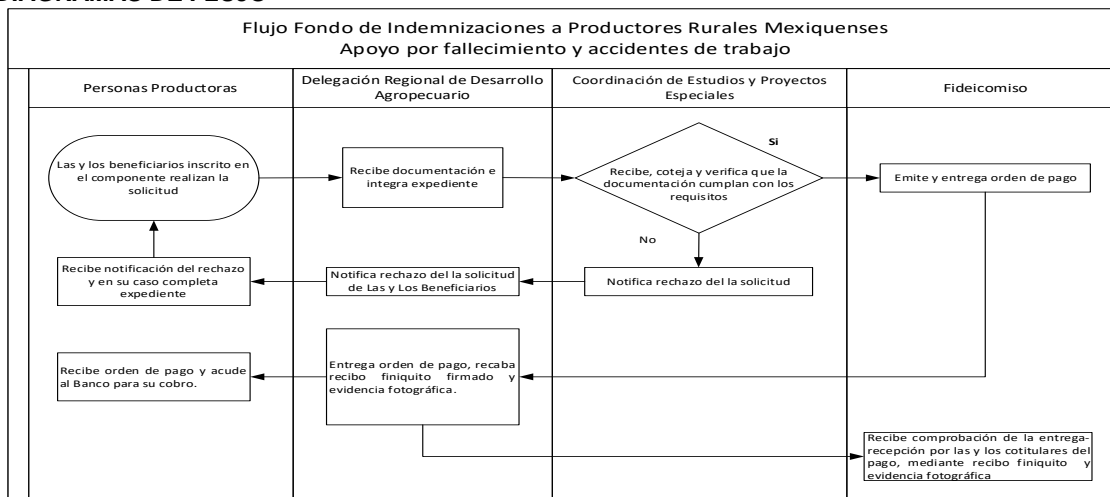 DIAGRAMAS DE FLUJO
Flujo Fondo de Indemnizaciones a Productores Rurales Mexiquenses
Apoyo por fallecimiento y accidentes de trabajo
Personas Productoras
Delegación Regional de Desarrollo
Agropecuario
Coordinación de Estudios y Proyectos
Especiales
Fideicomiso
Las y los beneficiarios inscrito en
el componente realizan la
solicitud
Recibe documentación e
integra expediente
Si
Recibe, coteja y verifica que la
documentación cumplan con los
requisitos
No
Emite y entrega orden de pago
Recibe notificación del rechazo
y en su caso completa
expediente
Notifica rechazo del la solicitud
de Las y Los Beneficiarios
Notifica rechazo del la solicitud
Recibe orden de pago y acude
al Banco para su cobro.
Entrega orden de pago, recaba
recibo finiquito firmado y
evidencia fotográfica.
Recibe comprobación de la entrega-
recepción por las y los cotitulares del
pago, mediante recibo finiquito y
evidencia fotográfica